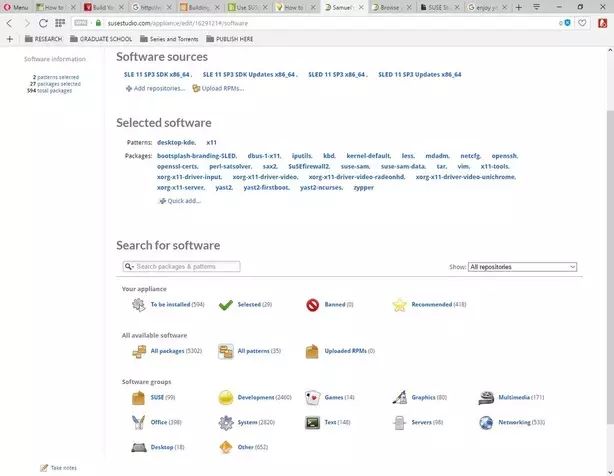 Menu How to Build Yo http://w Building Use SUS How to Samuel's Browse SUSE St enjoy y
susestudio.com/appliance/edit/1629121#/software
RESEARCH GRADUATE SCHOOL Series and Torrents PUBLISH HERE
Software information
2 patterns selected
27 packages selected
594 total packages
Software sources
SLE 11 SP3 SDK x86_64 , SLE 11 SP3 SDK Updates x86_64 , SLED 11 SP3 x86_64 , SLED 11 SP3 Updates x86_64
Add repositories... Upload RPMs...
Selected software
Patterns: desktop-kde, x11
Packages: bootsplash-branding-SLED, dbus-1-x11, iputils, kbd, kernel-default, less, mdadm, netcfg, openssh,
openssl-certs, perl-satsolver, sax2, SuSEfirewall2, suse-sam, suse-sam-data, tar, vim, x11-tools,
xorg-x11-driver-input, xorg-x11-driver-video, xorg-x11-driver-video-radeonhd, xorg-x11-driver-video-unichrome,
xorg-x11-server, yast2, yast2-firstboot, yast2-ncurses, zypper
Quick add...
Search for software
Search packages & patterns Show: All repositories
Your appliance
To be installed (594) Selected (29) Banned (0) Recommended (418)
All available software
All packages (5302) All patterns (35) Uploaded RPMs (0)
Software groups
SUSE (99) Development (2460) Games (14) Graphics (80) Multimedia (171)
Office (398) System (2820) Text (148) Servers (98) Networking (533)
Desktop (18) Other (652)
Take notes